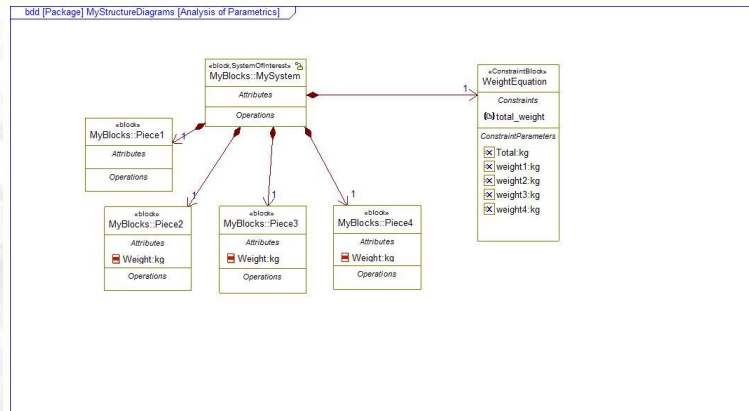 bdd [Package] MyStructureDiagrams [Analysis of Parametrics]
«block,SystemOfInterest»
MyBlocks::MySystem
Attributes
Operations
1
«ConstraintBlock»
WeightEquation
Constraints
total_weight
ConstraintParameters
Total:kg
weight1:kg
weight2:kg
weight3:kg
weight4:kg
«block»
MyBlocks::Piece1
Attributes
Operations
1
1
1
1
«block»
MyBlocks::Piece2
Attributes
Weight:kg
Operations
«block»
MyBlocks::Piece3
Attributes
Weight:kg
Operations
«block»
MyBlocks::Piece4
Attributes
Weight:kg
Operations